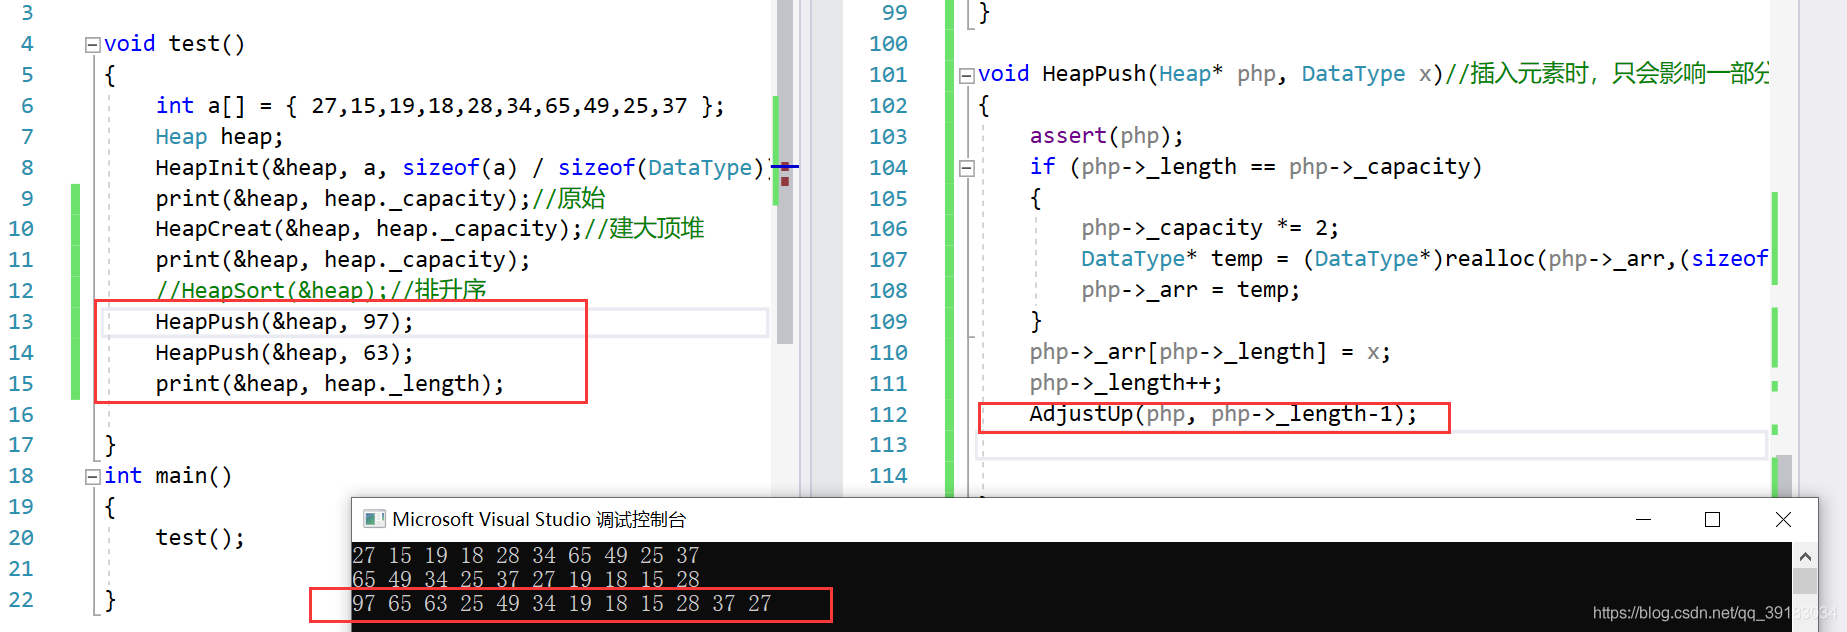 3
4 void test()
5 {
6 int a[] = { 27,15,19,18,28,34,65,49,25,37 };
7 Heap heap;
8 HeapInit(&heap, a, sizeof(a) / sizeof(DataType)
9 print(&heap, heap._capacity);//原始
10 HeapCreat(&heap, heap._capacity);//建大顶堆
11 print(&heap, heap._capacity);
12 //HeapSort(&heap);//排升序
13 HeapPush(&heap, 97);
14 HeapPush(&heap, 63);
15 print(&heap, heap._length);
16
17 }
18 int main()
19 {
20 test();
21
22 }
99 }
100
101 void HeapPush(Heap* php, DataType x)//插入元素时，只会影响一部分
102 {
103 assert(php);
104 if (php->_length == php->_capacity)
105 {
106 php->_capacity *= 2;
107 DataType* temp = (DataType*)realloc(php->_arr,(sizeof
108 php->_arr = temp;
109 }
110 php->_arr[php->_length] = x;
111 php->_length++;
112 AdjustUp(php, php->_length-1);
113
114
Microsoft Visual Studio 调试控制台
27 15 19 18 28 34 65 49 25 37
65 49 34 25 37 27 19 18 15 28
97 65 63 25 49 34 19 18 15 28 37 27
https://blog.csdn.net/qq_39183034